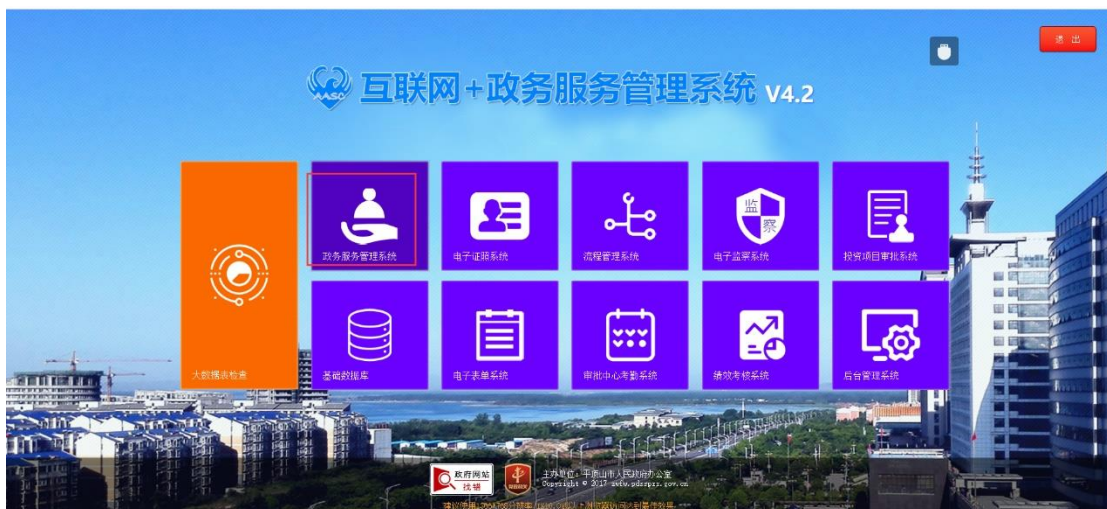 退 出
互联网+政务服务管理系统 V4.2
政务服务管理系统
电子证照系统
流程管理系统
监
察
电子监察系统
投资项目审批系统
大数据表检查
基础数据库
电子表单系统
审批中心考勤系统
绩效考核系统
后台管理系统
政府网站
找错
主办单位：平顶山市人民政府办公室
Copyright © 2017